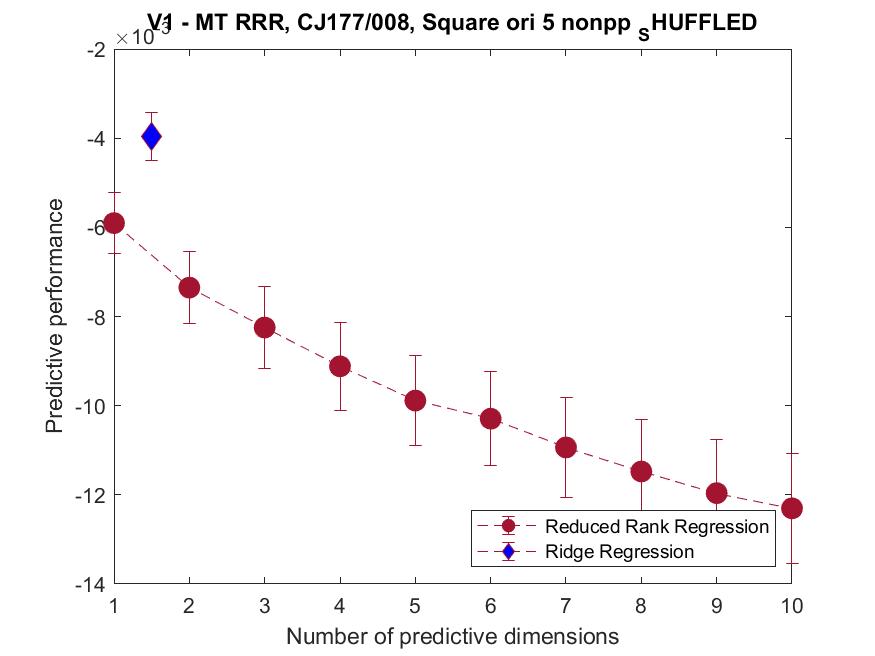 V1 - MT RRR, CJ177/008, Square ori 5 nonpp SHUFFLED
×10-3
-2
-4
-6
-8
-10
-12
-14
Predictive performance
Reduced Rank Regression
Ridge Regression
1 2 3 4 5 6 7 8 9 10
Number of predictive dimensions